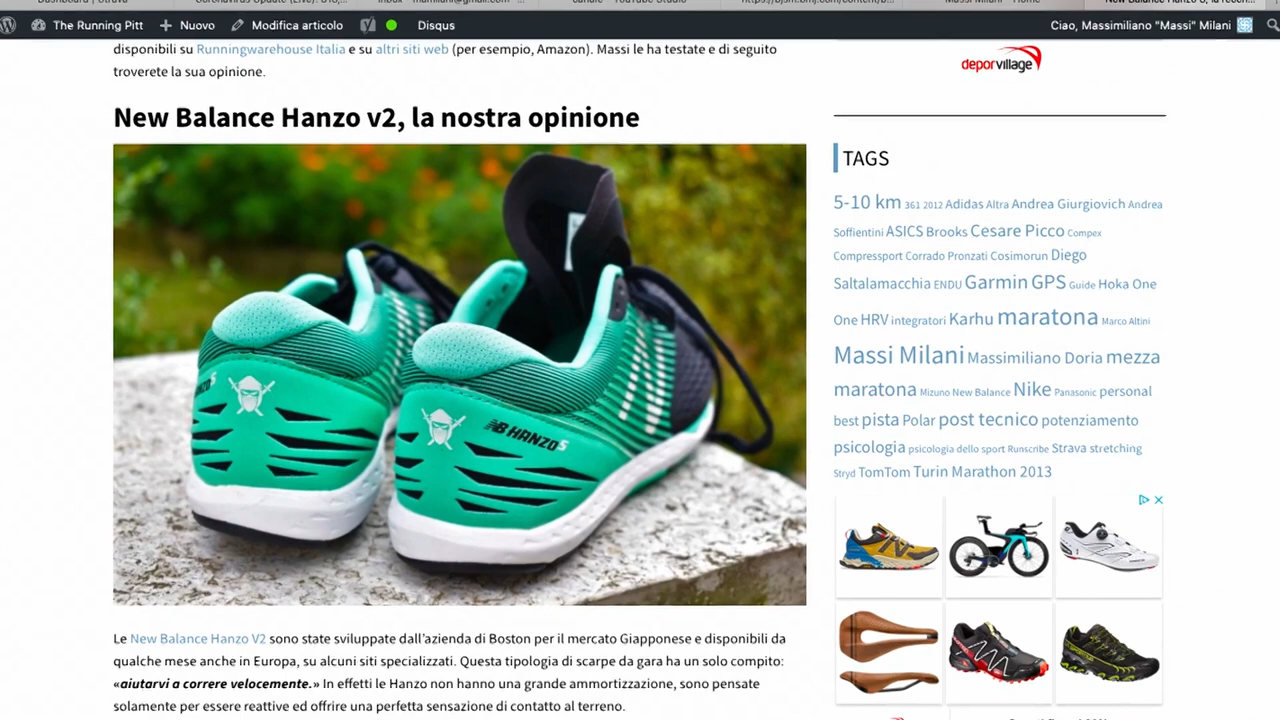 The Running Pitt
Nuovo
Modifica articolo
Disqus
Ciao, Massimiliano "Massi" Milani
disponibili su Runningwarehouse Italia e su altri siti web (per esempio, Amazon). Massi le ha testate e di seguito
troverete la sua opinione.
New Balance Hanzo v2, la nostra opinione
HANZO S
Le New Balance Hanzo V2 sono state sviluppate dall'azienda di Boston per il mercato Giapponese e disponibili da
qualche mese anche in Europa, su alcuni siti specializzati. Questa tipologia di scarpe da gara ha un solo compito:
«aiutarvi a correre velocemente.» In effetti le Hanzo non hanno una grande ammortizzazione, sono pensate
solamente per essere reattive ed offrire una perfetta sensazione di contatto al terreno.
deporvillage
TAGS
5-10 km 361 2012 Adidas Altra Andrea Giurgiovich Andrea
Soffientini ASICS Brooks Cesare Picco Compex
Compressport Corrado Pronzati Cosimorun Diego
Saltalamacchia ENDU Garmin GPS Guide Hoka One
One HRV integratori Karhu maratona Marco Altini
Massi Milani Massimiliano Doria mezza
maratona Mizuno New Balance Nike Panasonic personal
best pista Polar post tecnico potenziamento
psicologia psicologia dello sport Runscribe Strava stretching
Stryd TomTom Turin Marathon 2013